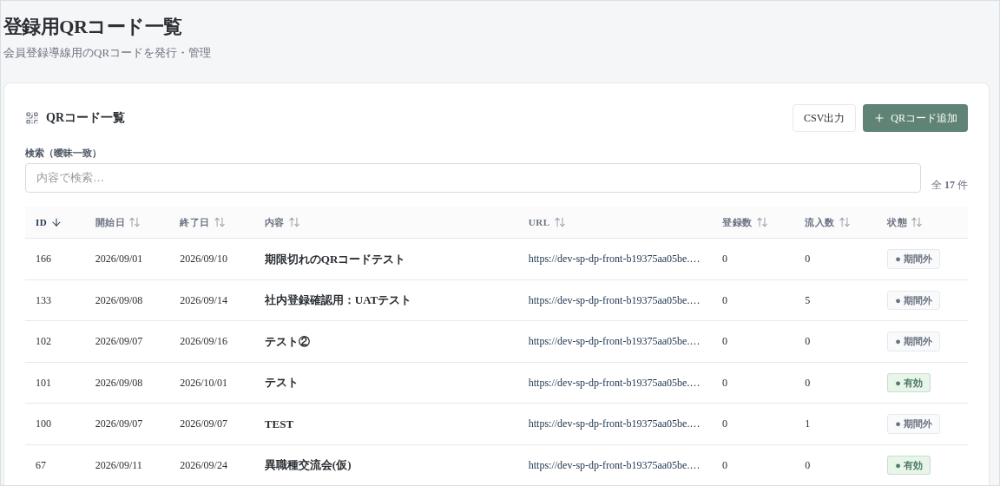 登録用QRコード一覧
会員登録導線用のQRコードを発行・管理
QRコード一覧
CSV出力
QRコード追加
検索（曖昧一致）
内容で検索…
全 17 件
ID 開始日 終了日 内容 URL 登録数 流入数 状態
166 2026/09/01 2026/09/10 期限切れのQRコードテスト https://dev-sp-dp-front-b19375aa05be.… 0 0 期間外
133 2026/09/08 2026/09/14 社内登録確認用：UATテスト https://dev-sp-dp-front-b19375aa05be.… 0 5 期間外
102 2026/09/07 2026/09/16 テスト② https://dev-sp-dp-front-b19375aa05be.… 0 0 期間外
101 2026/09/08 2026/10/01 テスト https://dev-sp-dp-front-b19375aa05be.… 0 0 有効
100 2026/09/07 2026/09/07 TEST https://dev-sp-dp-front-b19375aa05be.… 0 1 期間外
67 2026/09/11 2026/09/24 異職種交流会(仮) https://dev-sp-dp-front-b19375aa05be.… 0 0 有効